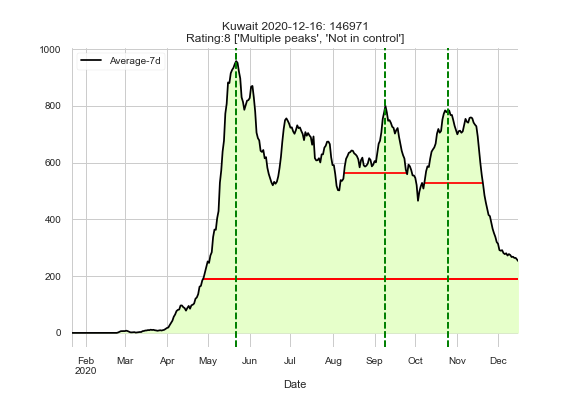 Kuwait 2020-12-16: 146971
Rating:8 ['Multiple peaks', 'Not in control']
Average-7d
1000
800
600
400
200
0
Feb Mar Apr May Jun Jul Aug Sep Oct Nov Dec
2020
Date